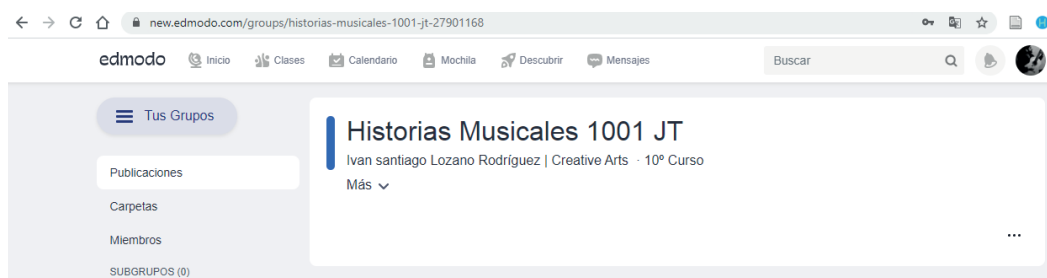 new.edmodo.com/groups/historias-musicales-1001-jt-27901168
edmodo Inicio Clases Calendario Mochila Descubrir Mensajes Buscar
Tus Grupos
Historias Musicales 1001 JT
Ivan santiago Lozano Rodríguez | Creative Arts · 10º Curso
Más
Publicaciones
Carpetas
Miembros
...
SUBGRUPOS (0)